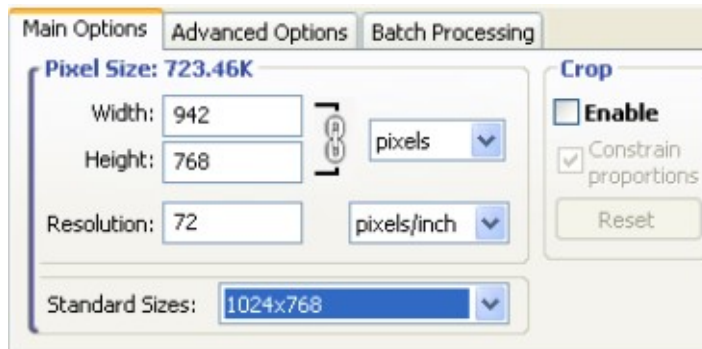 Main Options Advanced Options Batch Processing
Pixel Size: 723.46K
Crop
Width: 942
Enable
pixels
Height: 768
Constrain
proportions
Resolution: 72 pixels/inch
Reset
Standard Sizes: 1024x768